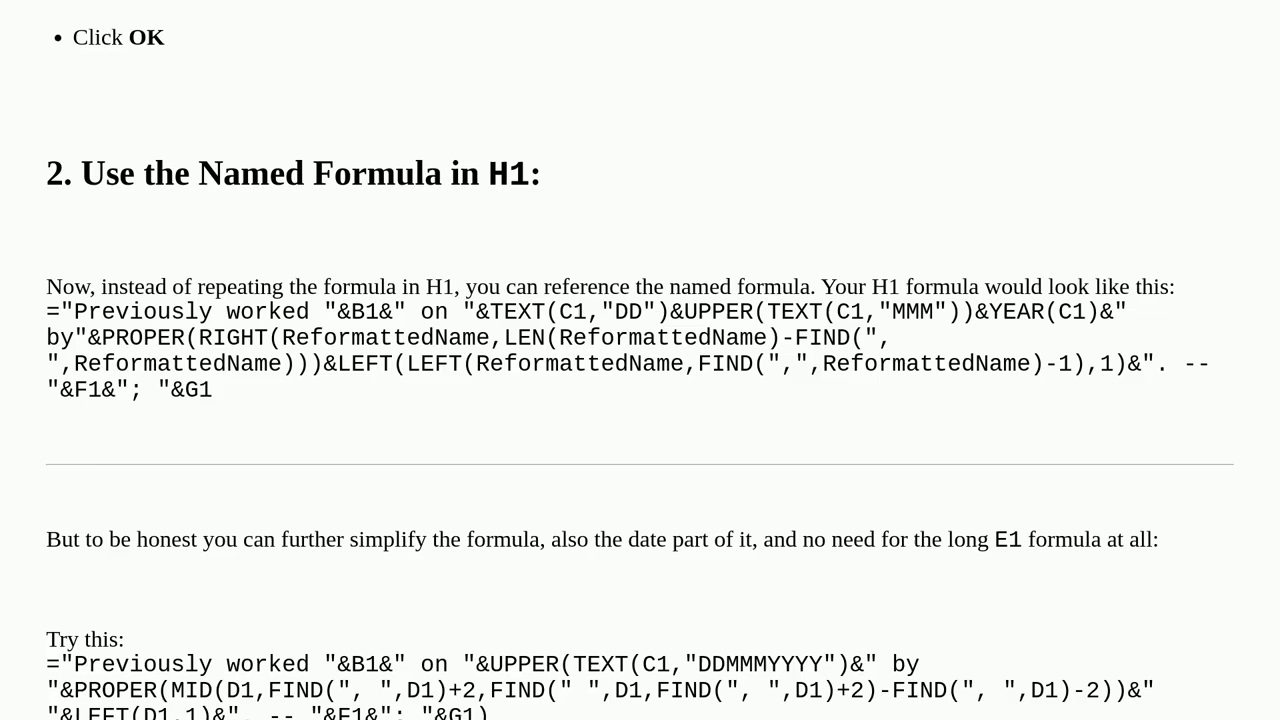 • Click OK
2. Use the Named Formula in H1:
Now, instead of repeating the formula in H1, you can reference the named formula. Your H1 formula would look like this:
="Previously worked "&B1&" on "&TEXT(C1,"DD")&UPPER(TEXT(C1,"MMM"))&YEAR(C1)&"
by"&PROPER(RIGHT(ReformattedName,LEN(ReformattedName)-FIND(",
",ReformattedName)))&LEFT(LEFT(ReformattedName,FIND(",",ReformattedName)-1),1)&". --
"&F1&"; "&G1
But to be honest you can further simplify the formula, also the date part of it, and no need for the long E1 formula at all:
Try this:
="Previously worked "&B1&" on "&UPPER(TEXT(C1,"DDMMMYYYY")&" by
"&PROPER(MID(D1,FIND(", ",D1)+2,FIND(" ",D1,FIND(", ",D1)+2)-FIND(", ",D1)-2))&"
"&LEFT(D1,1)&". -- "&F1&"; "&G1)